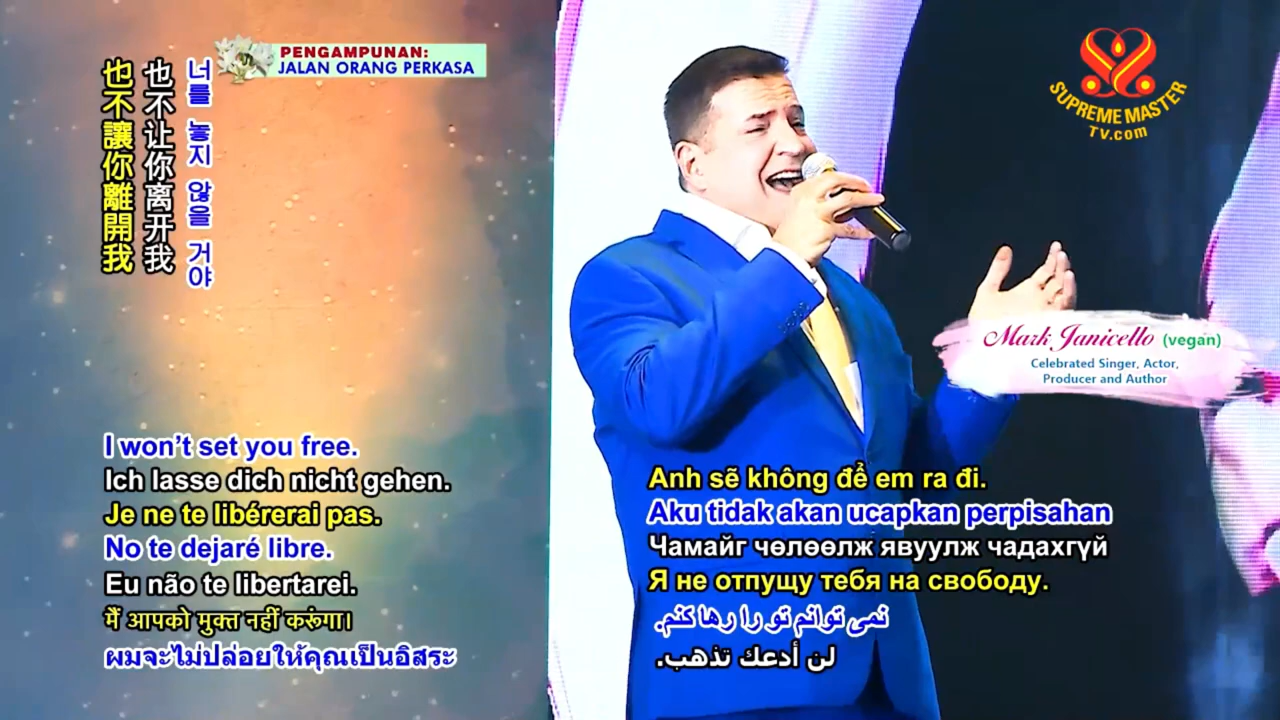 PENGAMPUNAN:
JALAN ORANG PERKASA
SUPREME MASTER
TV.com
너를 놓지 않을 거야
也不让你离开我
也不讓你離開我
Mark Janicello (vegan)
Celebrated Singer, Actor,
Producer and Author
I won't set you free.
Ich lasse dich nicht gehen.
Je ne te libérerai pas.
No te dejaré libre.
Eu não te libertarei.
मैं आपको मुक्त नहीं करूंगा।
ผมจะไม่ปล่อยให้คุณเป็นอิสระ
Anh sẽ không để em ra đi.
Aku tidak akan ucapkan perpisahan
Чамайг чөлөөлж явуулж чадахгүй
Я не отпущу тебя на свободу.
نمی توانم تو را رها کنم.
لن أدعك تذهب.